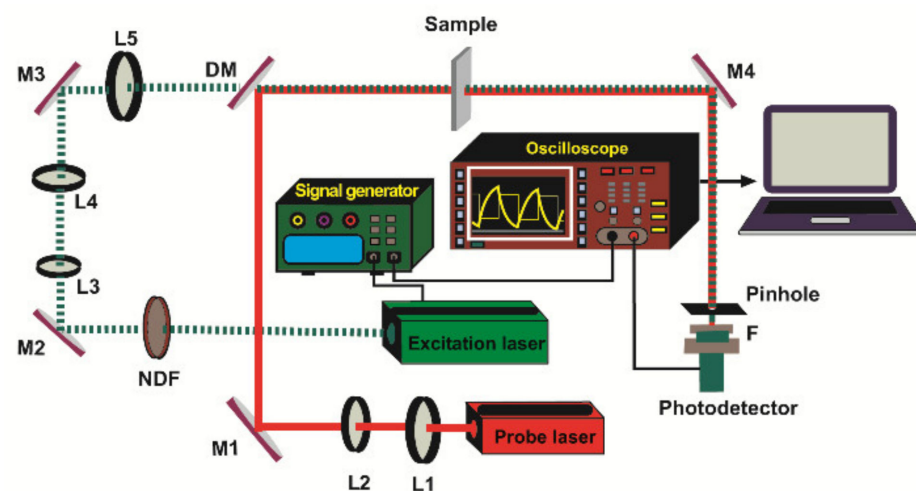 Sample
L5
M3
DM
M4
Oscilloscope
Signal generator
L4
L3
Pinhole
F
M2
Excitation laser
NDF
Photodetector
M1
Probe laser
L2
L1